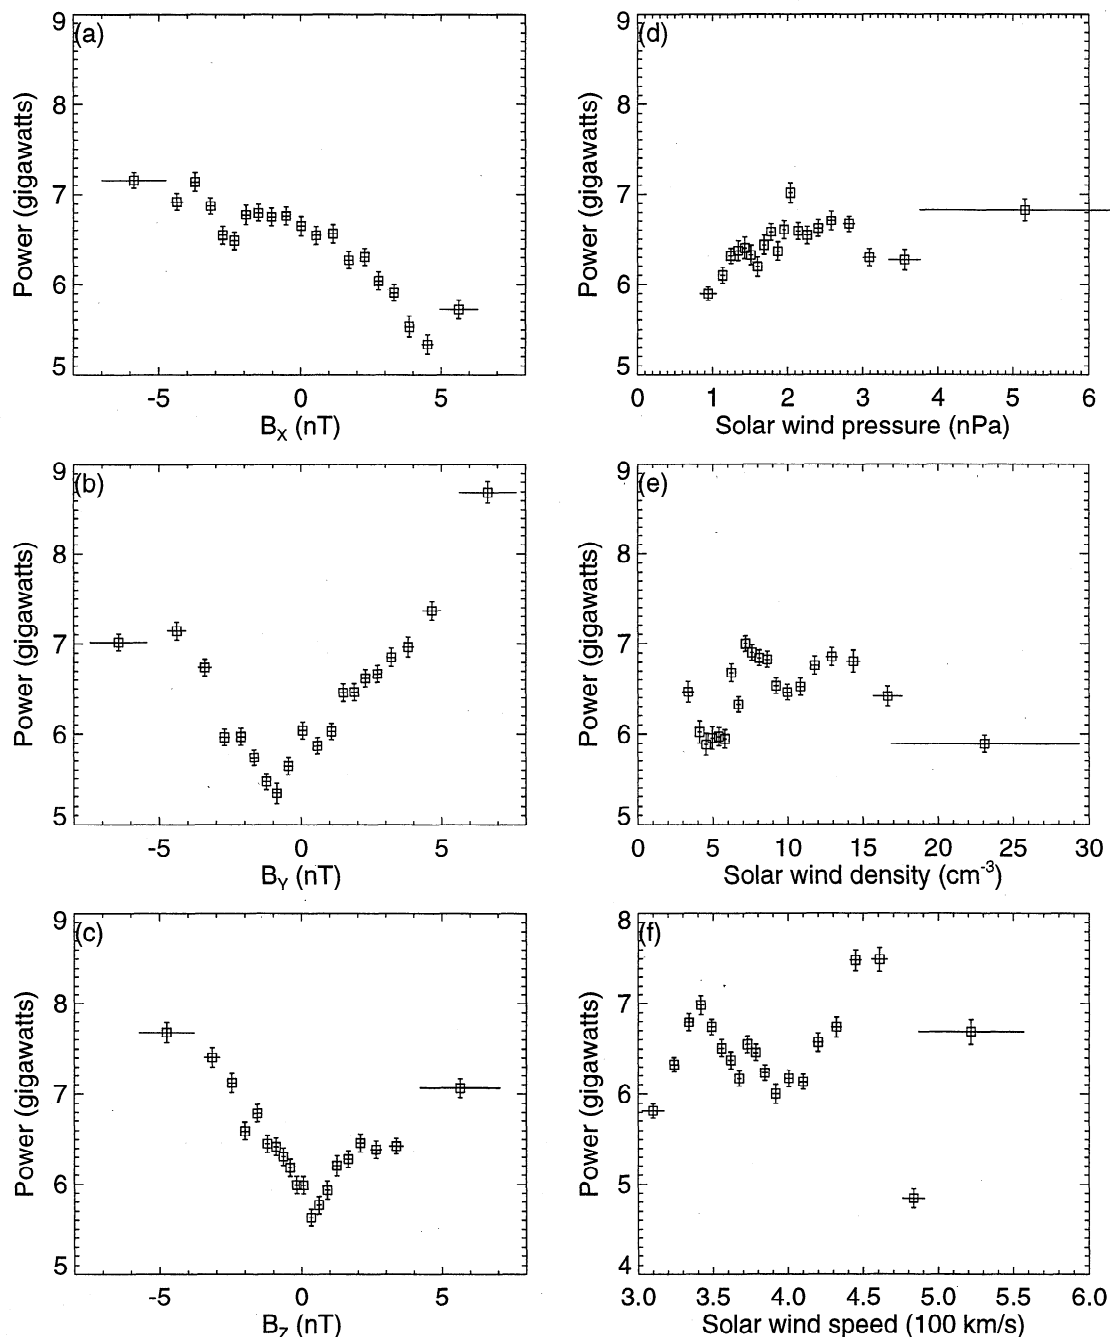 (a)
9
8
7
6
5
Power (gigawatts)
-5 0 5
B_X (nT)
(d)
9
8
7
6
5
Power (gigawatts)
0 1 2 3 4 5 6
Solar wind pressure (nPa)
(b)
9
8
7
6
5
Power (gigawatts)
-5 0 5
B_Y (nT)
(e)
9
8
7
6
5
Power (gigawatts)
0 5 10 15 20 25 30
Solar wind density (cm⁻³)
(c)
9
8
7
6
5
Power (gigawatts)
-5 0 5
B_Z (nT)
(f)
8
7
6
5
4
Power (gigawatts)
3.0 3.5 4.0 4.5 5.0 5.5 6.0
Solar wind speed (100 km/s)